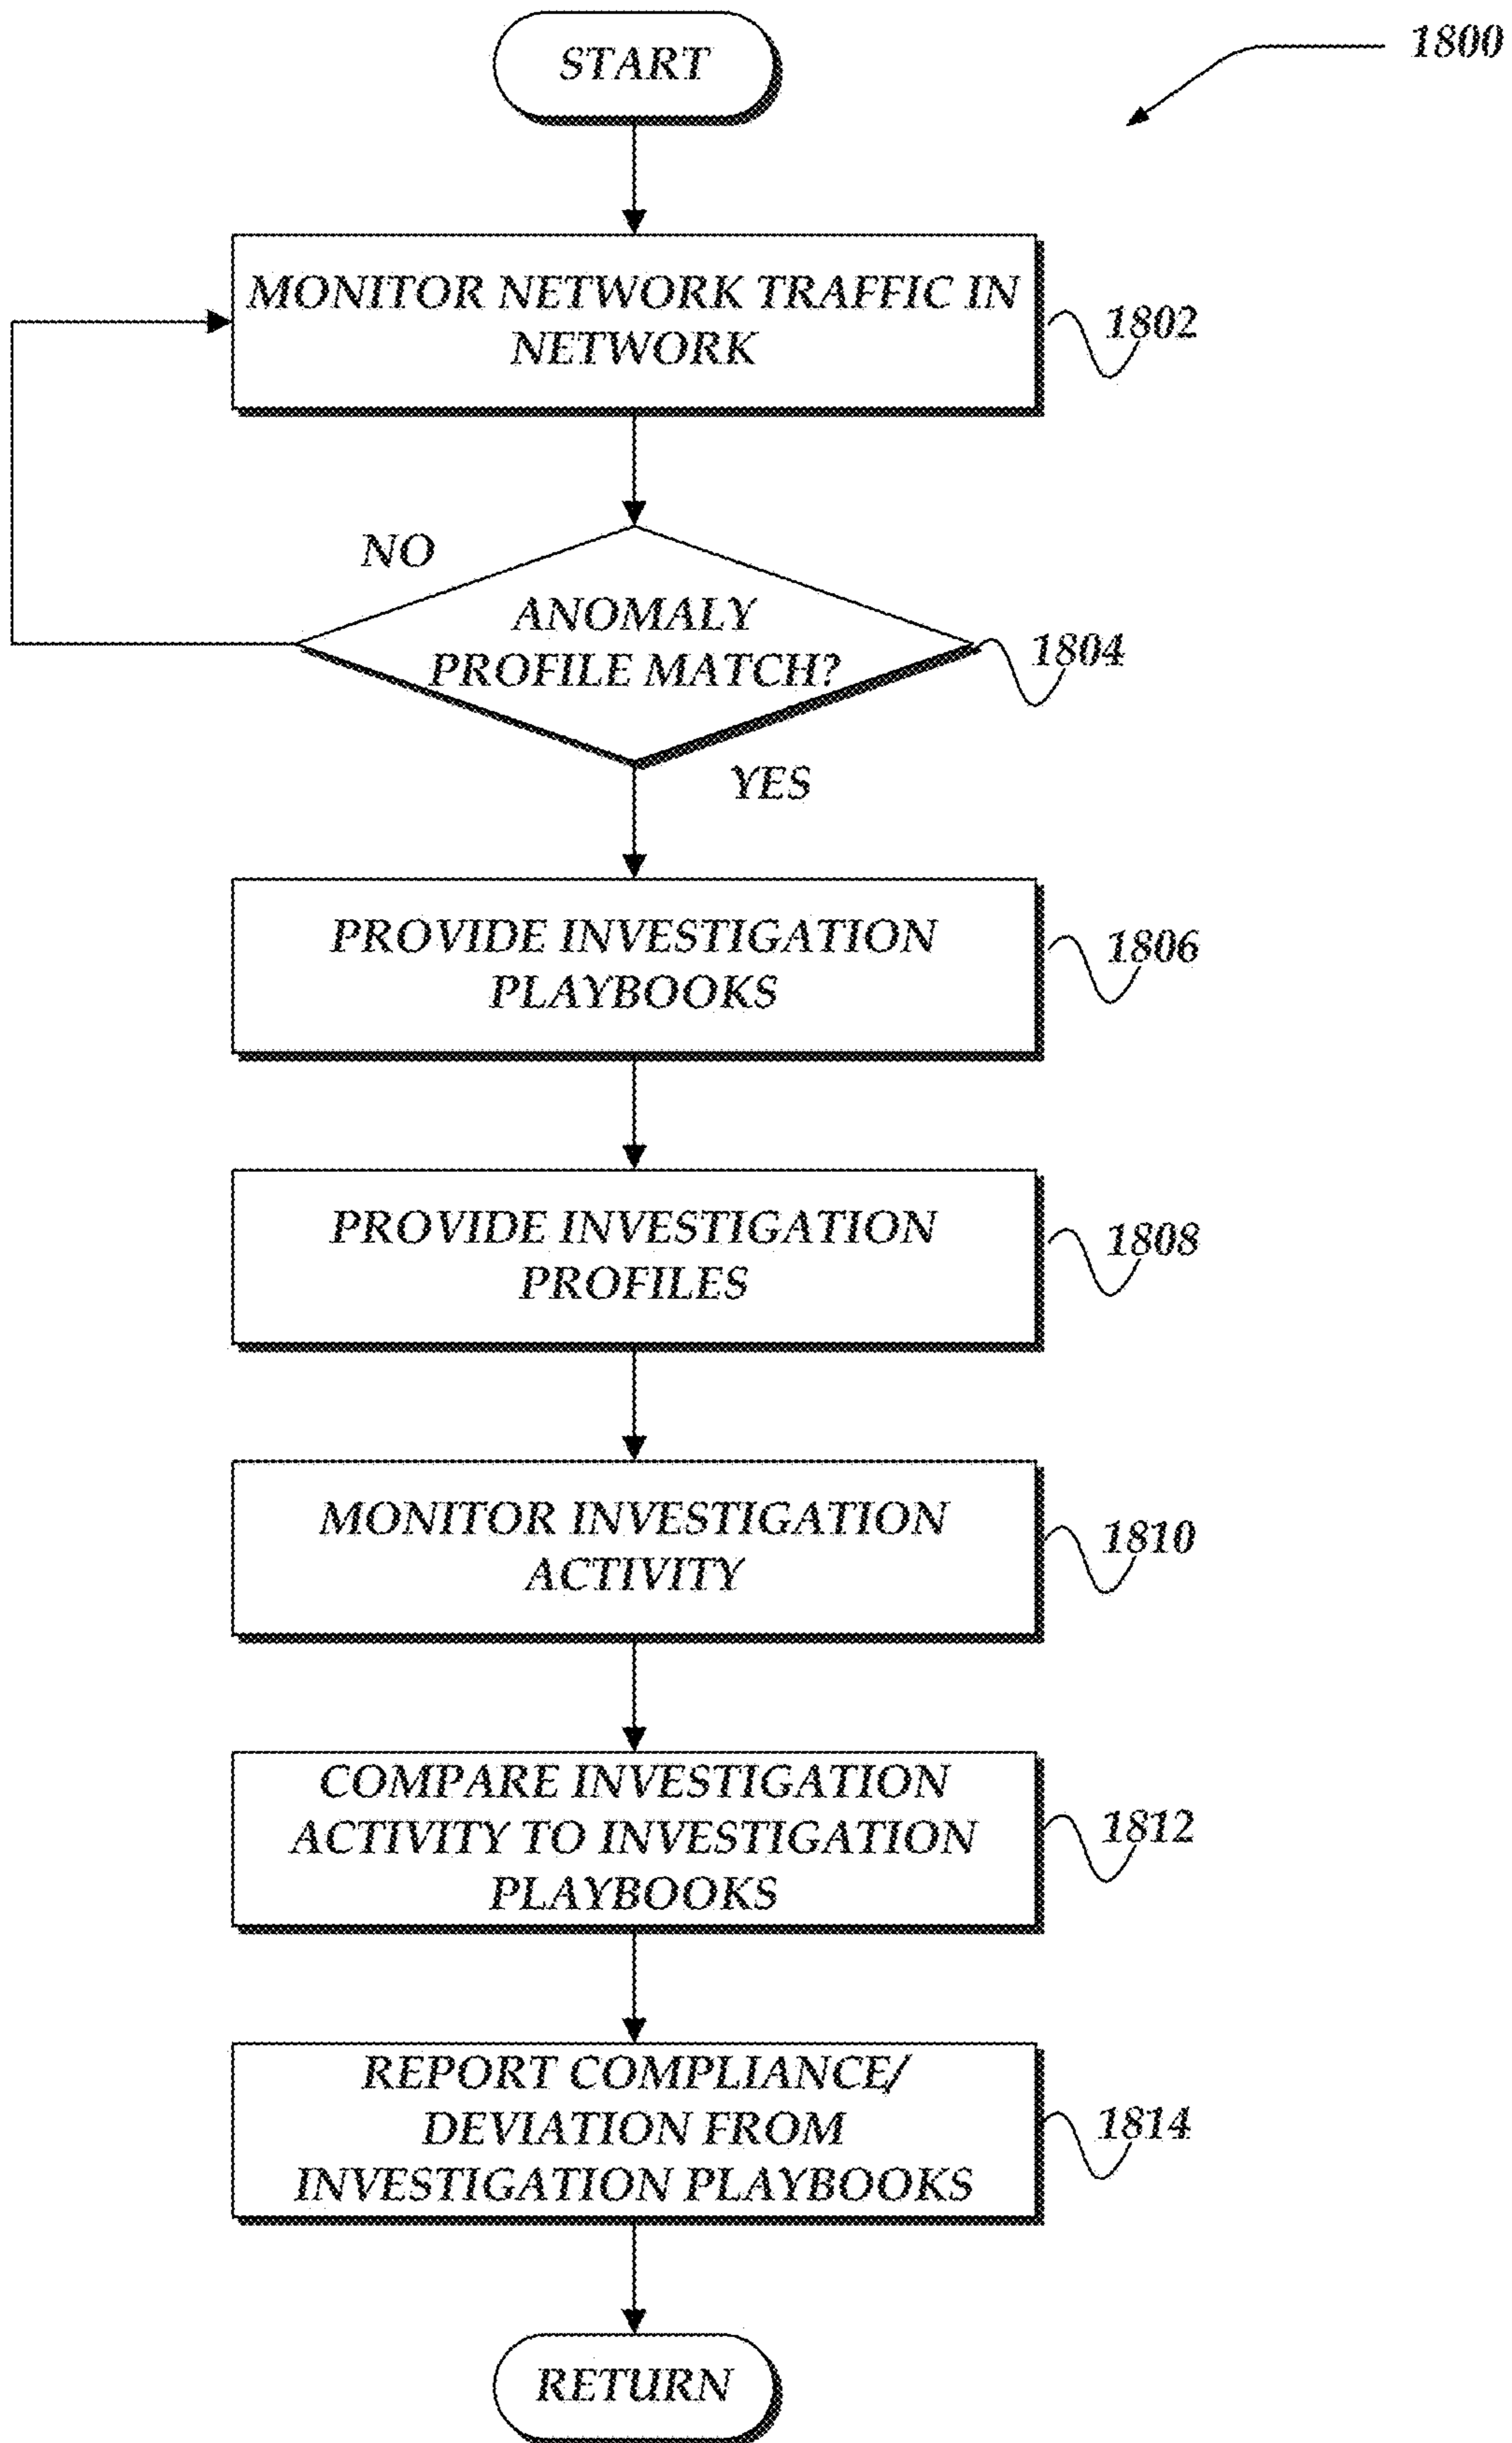 START
1800
MONITOR NETWORK TRAFFIC IN
NETWORK
1802
NO
ANOMALY
PROFILE MATCH?
1804
YES
PROVIDE INVESTIGATION
PLAYBOOKS
1806
PROVIDE INVESTIGATION
PROFILES
1808
MONITOR INVESTIGATION
ACTIVITY
1810
COMPARE INVESTIGATION
ACTIVITY TO INVESTIGATION
PLAYBOOKS
1812
REPORT COMPLIANCE/
DEVIATION FROM
INVESTIGATION PLAYBOOKS
1814
RETURN